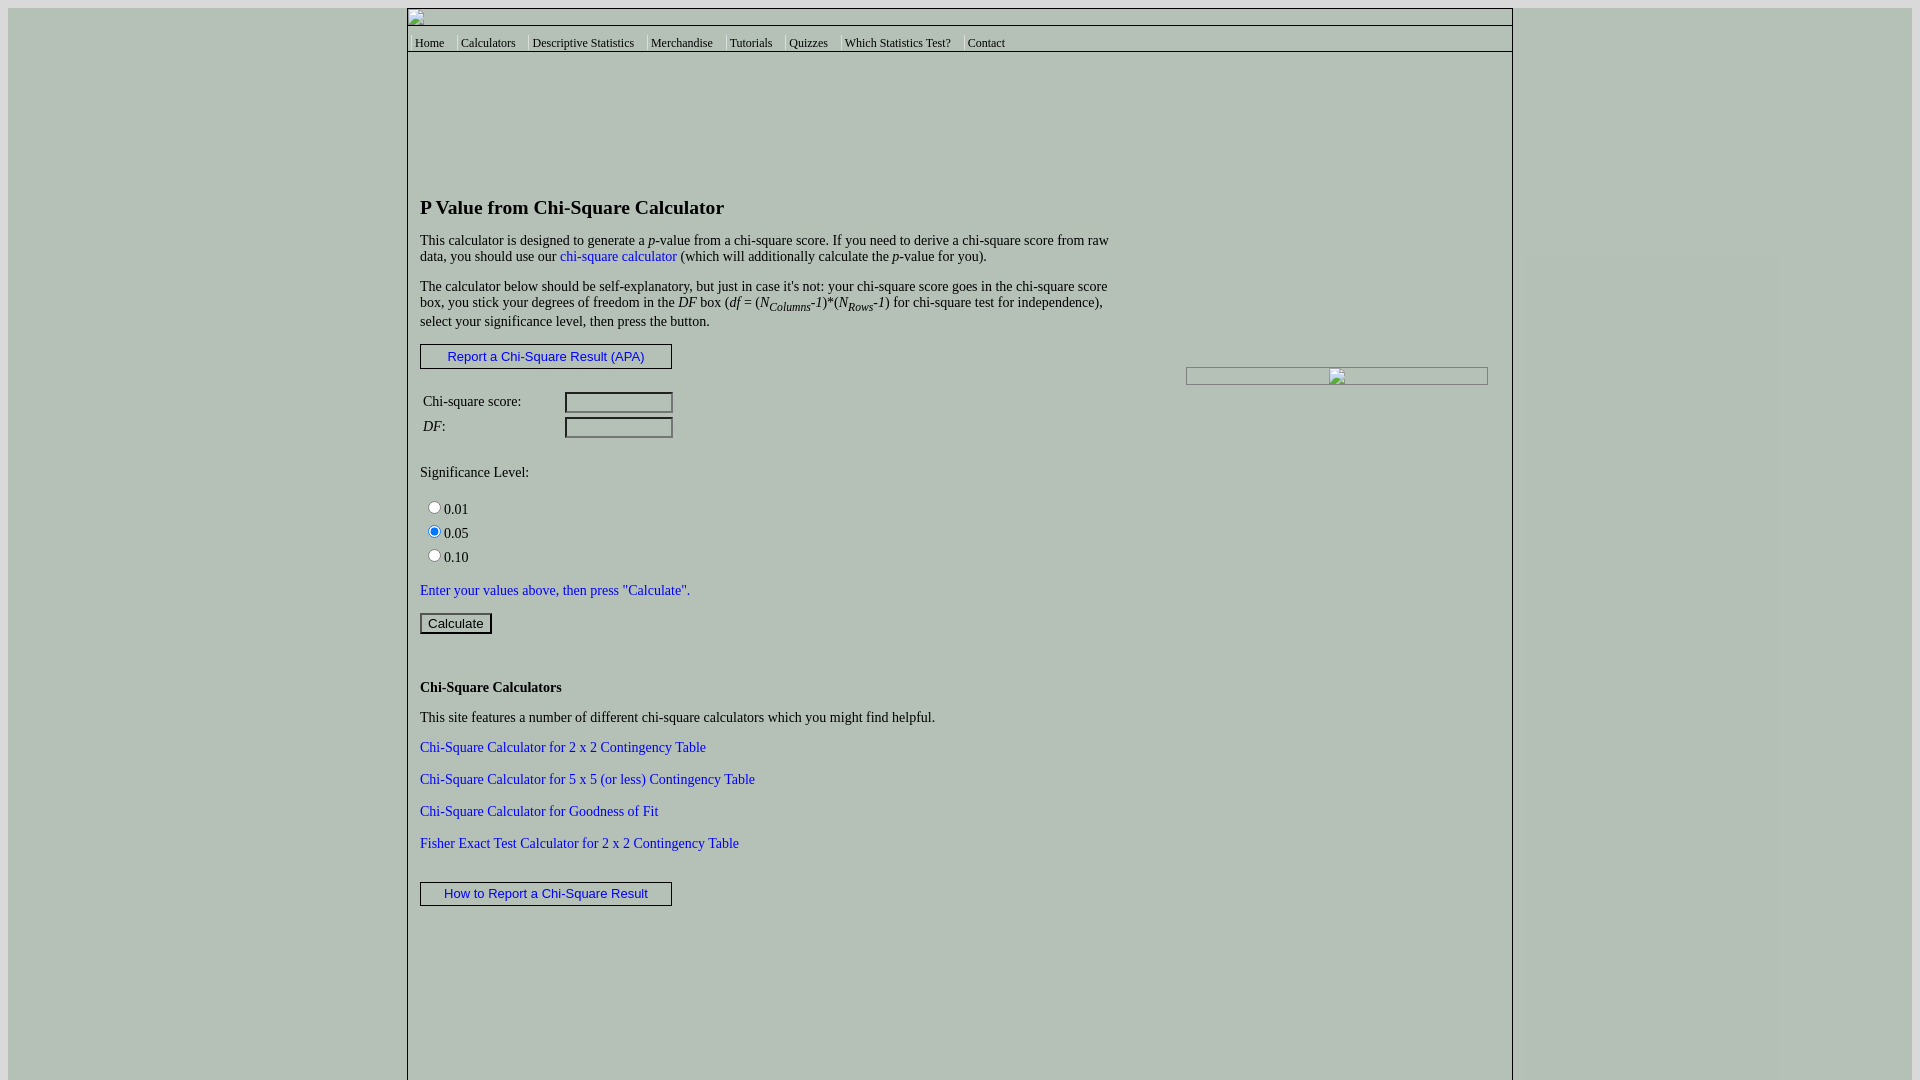 Home Calculators Descriptive Statistics Merchandise Tutorials Quizzes Which Statistics Test? Contact
P Value from Chi-Square Calculator
This calculator is designed to generate a p-value from a chi-square score. If you need to derive a chi-square score from raw
data, you should use our chi-square calculator (which will additionally calculate the p-value for you).
The calculator below should be self-explanatory, but just in case it's not: your chi-square score goes in the chi-square score
box, you stick your degrees of freedom in the DF box (df = (NColumns-1)*(NRows-1) for chi-square test for independence),
select your significance level, then press the button.
Report a Chi-Square Result (APA)
Chi-square score:
DF:
Significance Level:
0.01
0.05
0.10
Enter your values above, then press "Calculate".
Calculate
Chi-Square Calculators
This site features a number of different chi-square calculators which you might find helpful.
Chi-Square Calculator for 2 x 2 Contingency Table
Chi-Square Calculator for 5 x 5 (or less) Contingency Table
Chi-Square Calculator for Goodness of Fit
Fisher Exact Test Calculator for 2 x 2 Contingency Table
How to Report a Chi-Square Result